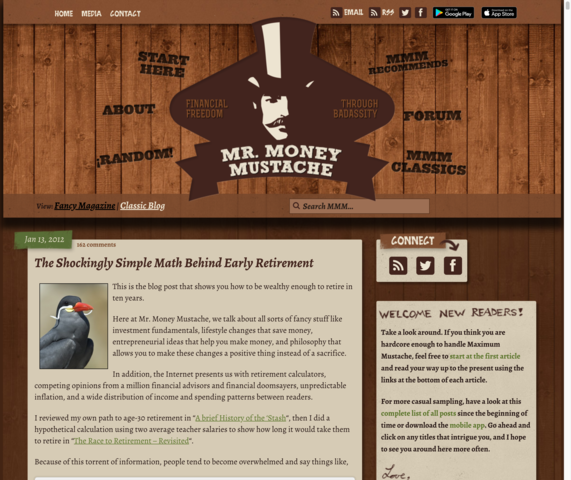 HOME MEDIA CONTACT
EMAIL RSS
GET IT ON
Google Play
Download on the
App Store
START
HERE
MMM
RECOMMENDS
ABOUT
FINANCIAL
FREEDOM
THROUGH
BADASSITY
FORUM
¡RANDOM!
MR. MONEY
MUSTACHE
MMM
CLASSICS
View: Fancy Magazine | Classic Blog
Search MMM...
Jan 13, 2012
CONNECT
The Shockingly Simple Math Behind Early Retirement
This is the blog post that shows you how to be wealthy enough to retire in
ten years.
Here at Mr. Money Mustache, we talk about all sorts of fancy stuff like
investment fundamentals, lifestyle changes that save money,
entrepreneurial ideas that help you make money, and philosophy that
allows you to make these changes a positive thing instead of a sacrifice.
In addition, the Internet presents us with retirement calculators,
competing opinions from a million financial advisors and financial doomsayers, unpredictable
inflation, and a wide distribution of income and spending patterns between readers.
I reviewed my own path to age-30 retirement in “A brief History of the ‘Stash“, then I did a
hypothetical calculation using two average teacher salaries to show how long it would take them
to retire in “The Race to Retirement – Revisited“.
Because of this torrent of information, people tend to become overwhelmed and say things like,
WELCOME NEW READERS!
Take a look around. If you think you are
hardcore enough to handle Maximum
Mustache, feel free to start at the first article
and read your way up to the present using the
links at the bottom of each article.
For more casual sampling, have a look at this
complete list of all posts since the beginning of
time or download the mobile app. Go ahead and
click on any titles that intrigue you, and I hope
to see you around here more often.
Love,